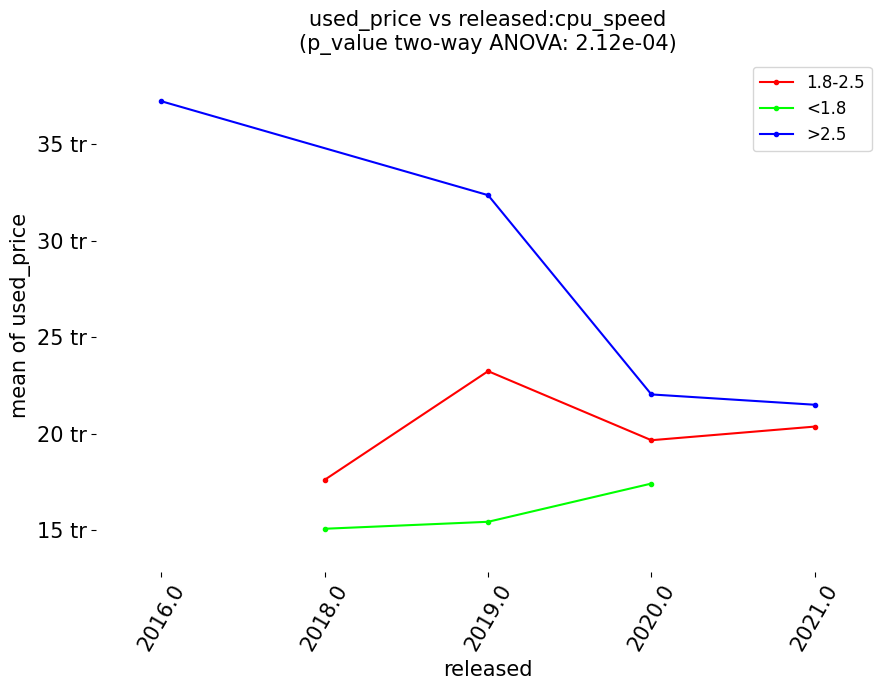 used_price vs released:cpu_speed
(p_value two-way ANOVA: 2.12e-04)
1.8-2.5
<1.8
>2.5
35 tr
30 tr
25 tr
20 tr
15 tr
mean of used_price
2016.0
2018.0
2019.0
2020.0
2021.0
released